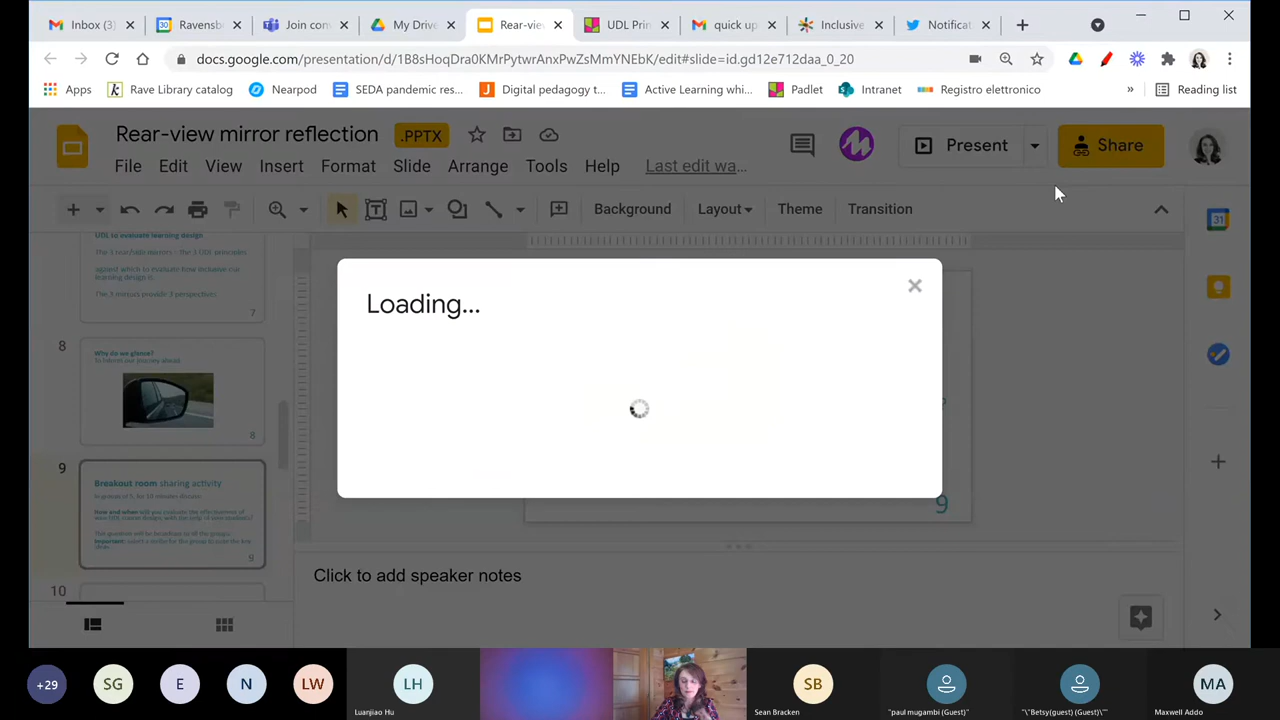 Inbox (3)
Ravensb
Join con
My Drive
Rear-vie
UDL Prin
quick up
Inclusive
Notificat
docs.google.com/presentation/d/1B8sHoqDra0KMrPytwrAnxPwZsMmYNEbK/edit#slide=id.gd12e712daa_0_20
Apps
Rave Library catalog
Nearpod
SEDA pandemic res...
Digital pedagogy t...
Active Learning whi...
Padlet
Intranet
Registro elettronico
»
Reading list
Rear-view mirror reflection
.PPTX
Present
Share
File Edit View Insert Format Slide Arrange Tools Help
Last edit wa...
Background Layout Theme Transition
UDL to evaluate learning design
7
8
Why do we glance?
8
9
Breakout room sharing activity
9
10
Loading...
9
Click to add speaker notes
+29
SG
E
N
LW
LH
Luanjiao Hu
SB
Sean Bracken
"paul mugambi (Guest)"
"\"Betsy(guest) (Guest)\""
MA
Maxwell Addo